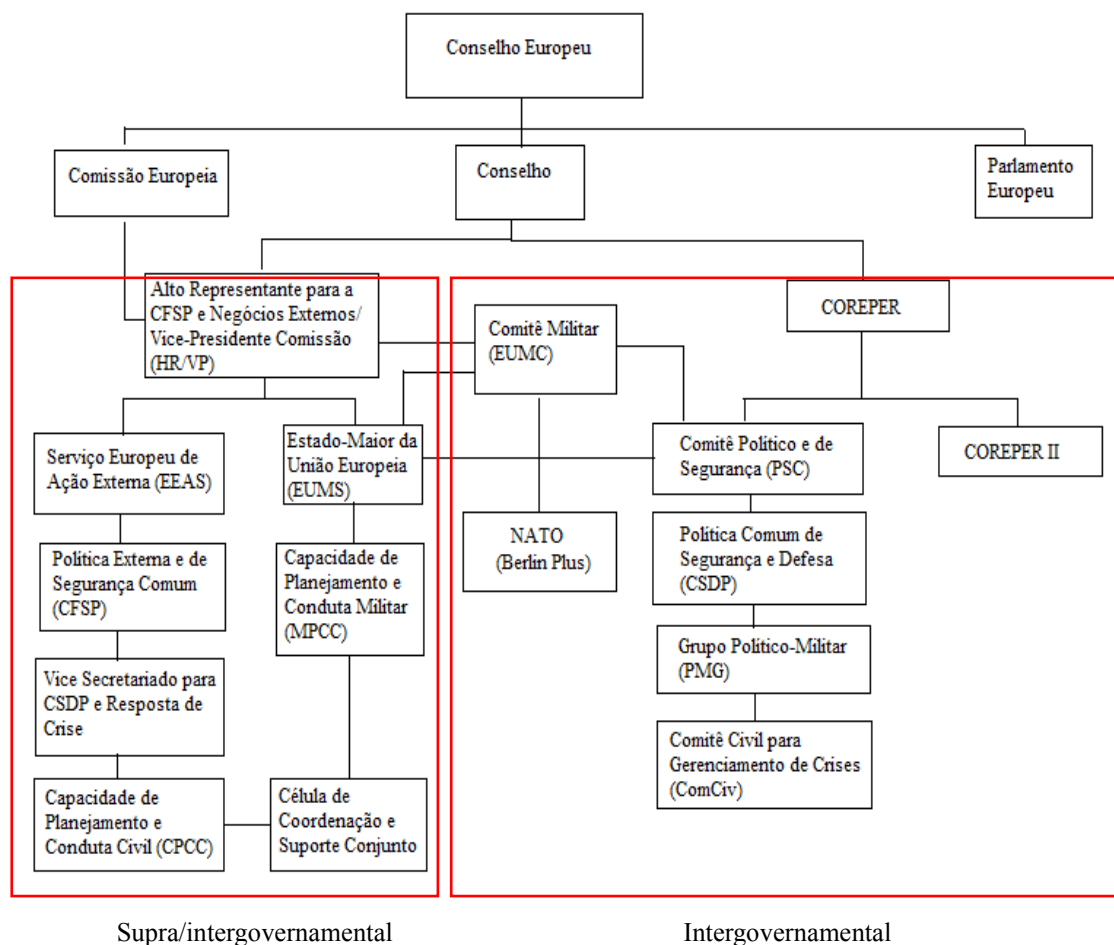 Conselho Europeu
Comissão Europeia
Conselho
Parlamento
Europeu
Alto Representante para a
CFSP e Negócios Externos/
Vice-Presidente Comissão
(HR/VP)
Comitê Militar
(EUMC)
COREPER
Serviço Europeu de
Ação Externa (EEAS)
Estado-Maior da
União Europeia
(EUMS)
Comitê Político e de
Segurança (PSC)
COREPER II
Política Externa e de
Segurança Comum
(CFSP)
Capacidade de
Planejamento e
Conduta Militar
(MPCC)
NATO
(Berlin Plus)
Política Comum de
Segurança e Defesa
(CSDP)
Vice Secretariado para
CSDP e Resposta de
Crise
Grupo Político-Militar
(PMG)
Comitê Civil para
Gerenciamento de Crises
(ComCiv)
Capacidade de
Planejamento e
Conduta Civil (CPCC)
Célula de
Coordenação e
Suporte Conjunto
Supra/intergovernamental
Intergovernamental